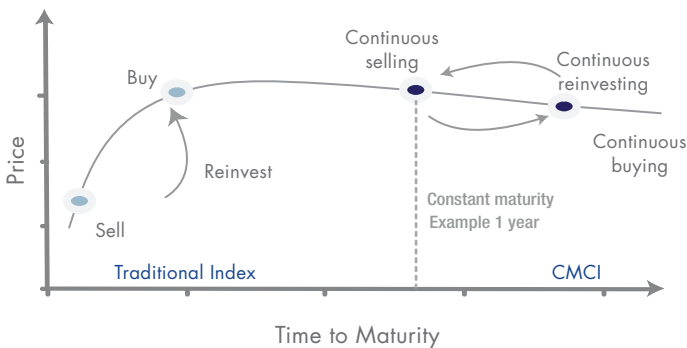 Continuous
selling
Continuous
reinvesting
Buy
Continuous
buying
Price
Reinvest
Constant maturity
Example 1 year
Sell
Traditional Index
CMCI
Time to Maturity